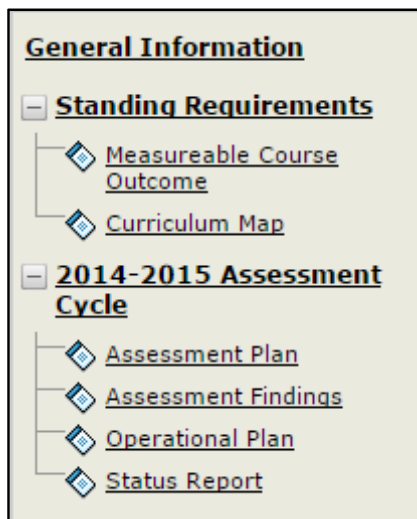 General Information
Standing Requirements
Measureable Course
Outcome
Curriculum Map
2014-2015 Assessment
Cycle
Assessment Plan
Assessment Findings
Operational Plan
Status Report